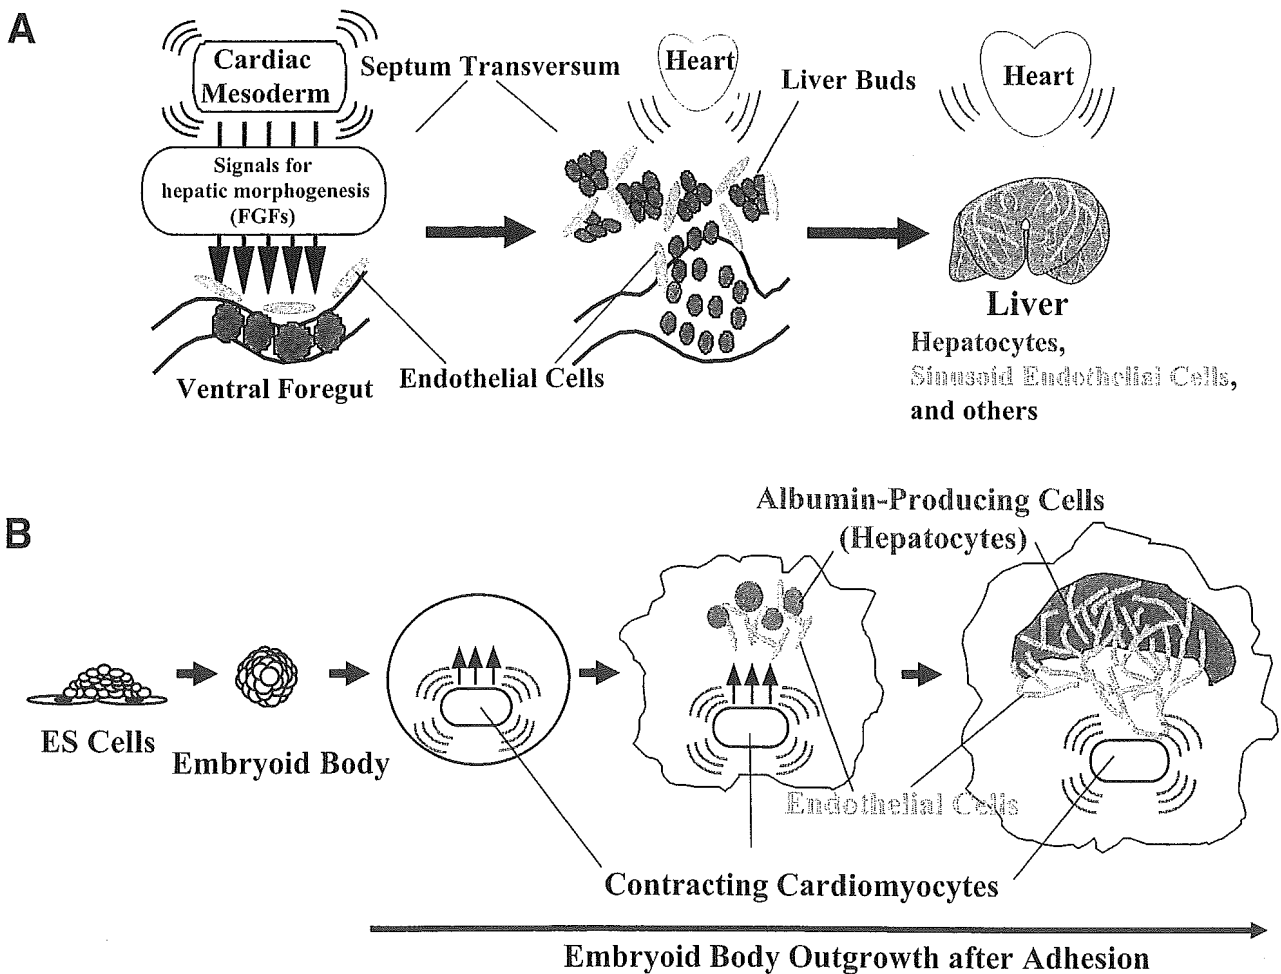 A
Cardiac
Mesoderm
Septum Transversum
Heart
Liver Buds
Heart
Signals for
hepatic morphogenesis
(FGFs)
Ventral Foregut
Endothelial Cells
Liver
Hepatocytes,
Sinusoid Endothelial Cells,
and others
B
Albumin-Producing Cells
(Hepatocytes)
ES Cells
Embryoid Body
Endothelial Cells
Contracting Cardiomyocytes
Embryoid Body Outgrowth after Adhesion